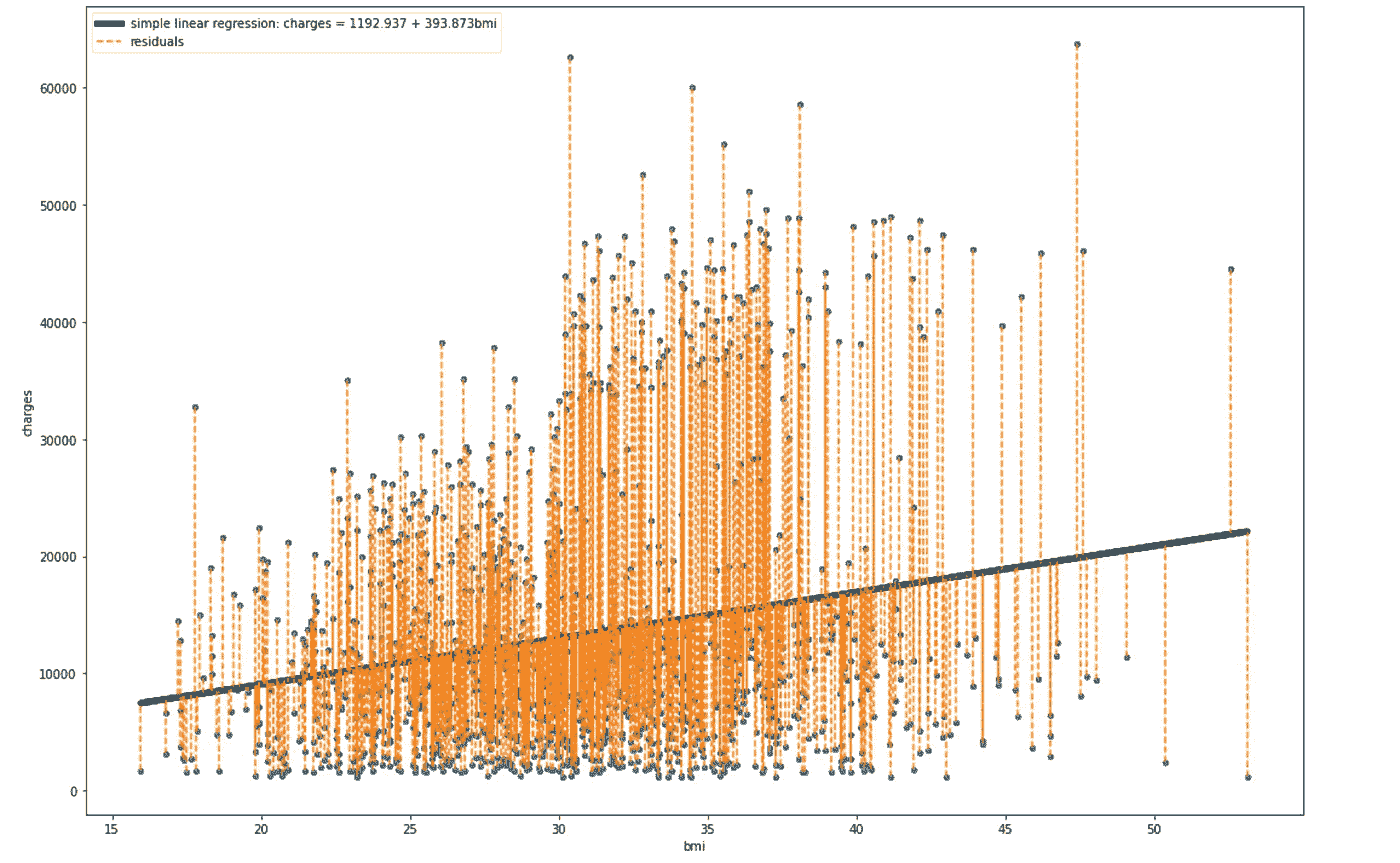 simple linear regression: charges = 1192.937 + 393.873bmi
residuals
60000
50000
40000
30000
20000
10000
0
charges
15 20 25 30 35 40 45 50
bmi